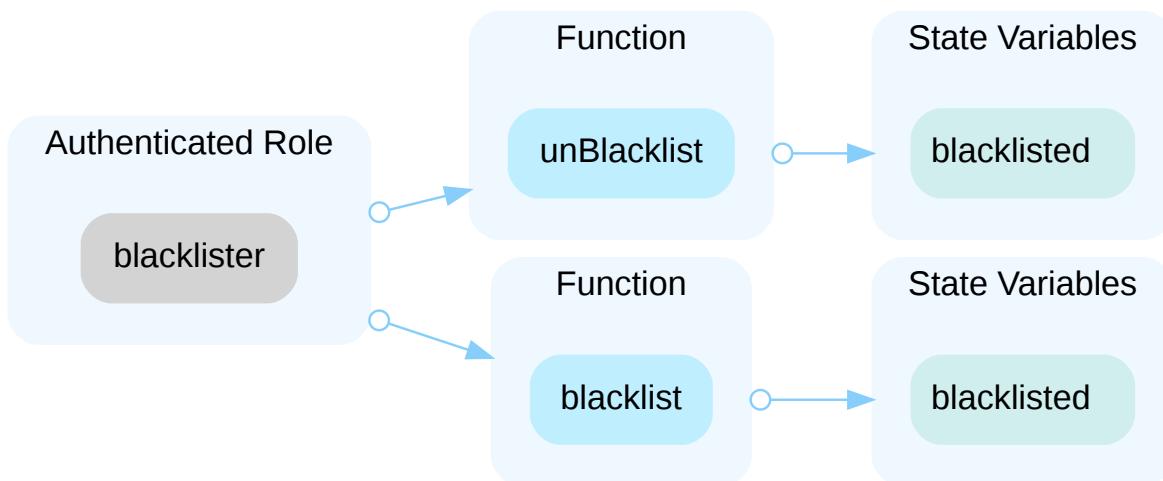 Authenticated Role
blacklister
Function
unBlacklist
State Variables
blacklisted
Function
blacklist
State Variables
blacklisted